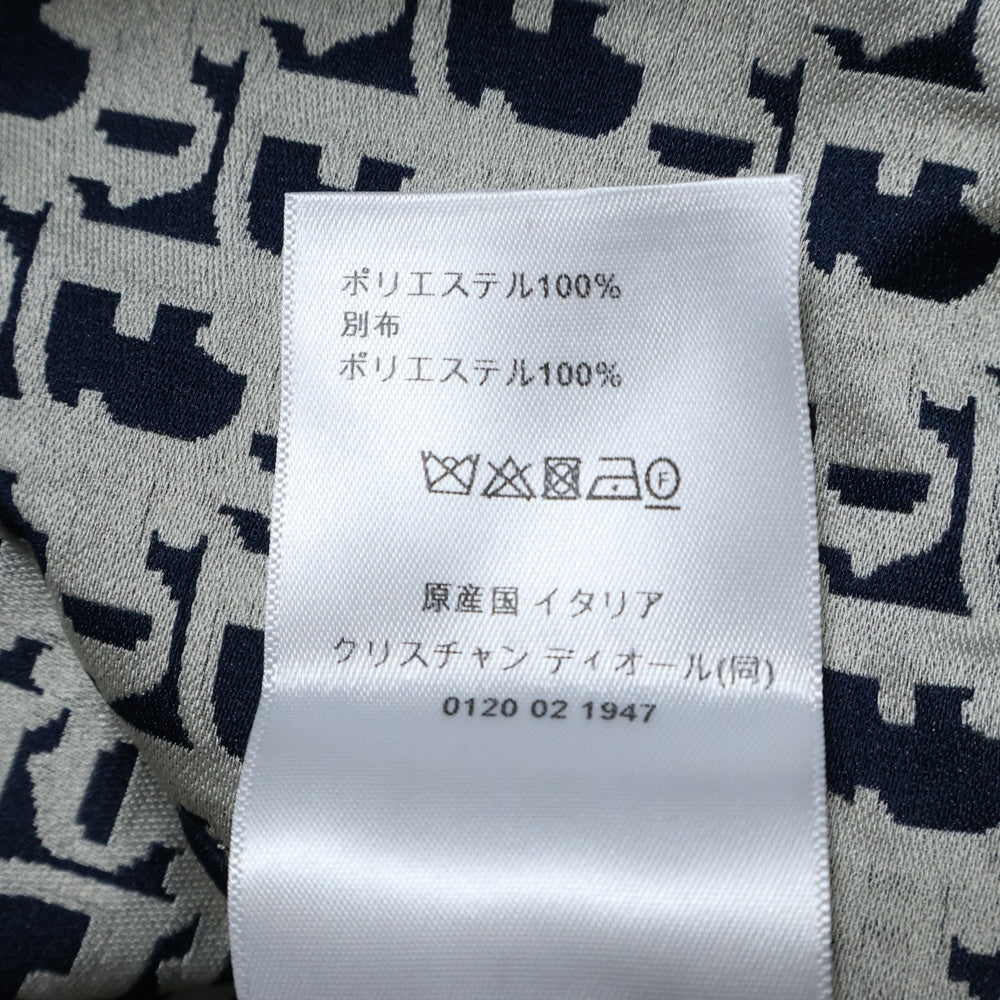 ポリエステル100%
別布
ポリエステル100%
F
原産国 イタリア
クリスチャン ディオール(同)
0120 02 1947